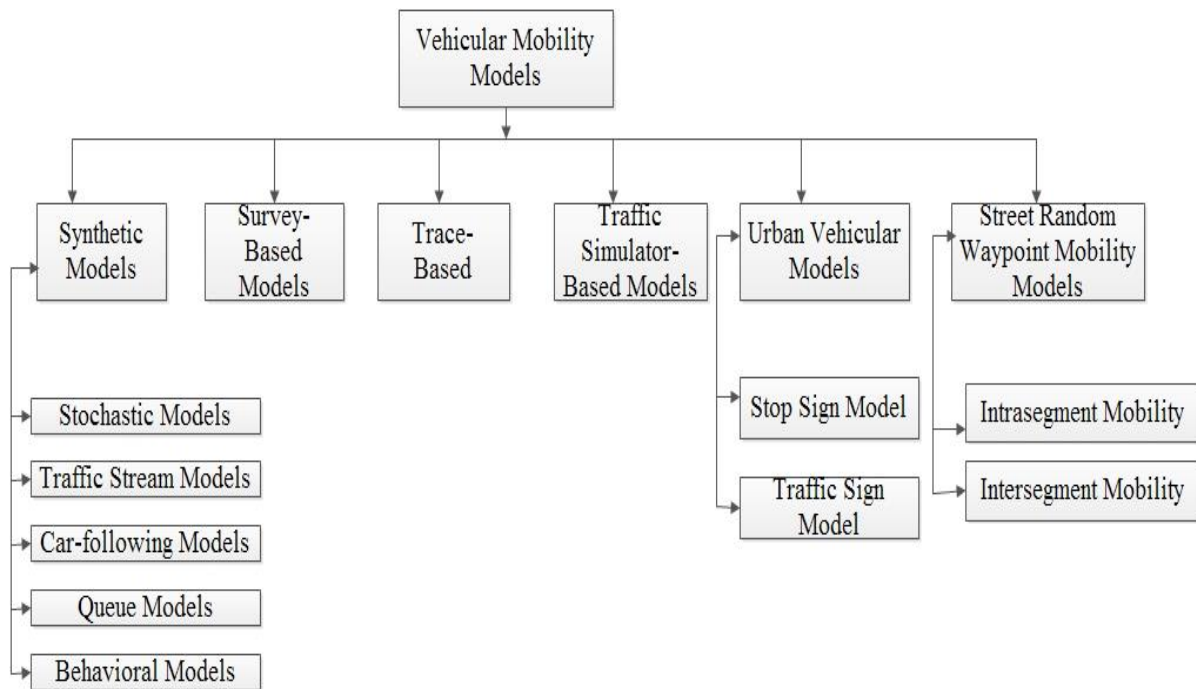 Vehicular Mobility
Models
Synthetic
Models
Survey-
Based
Models
Trace-
Based
Traffic
Simulator-
Based Models
Urban Vehicular
Models
Street Random
Waypoint Mobility
Models
Stochastic Models
Traffic Stream Models
Car-following Models
Queue Models
Behavioral Models
Stop Sign Model
Traffic Sign
Model
Intrasegment Mobility
Intersegment Mobility